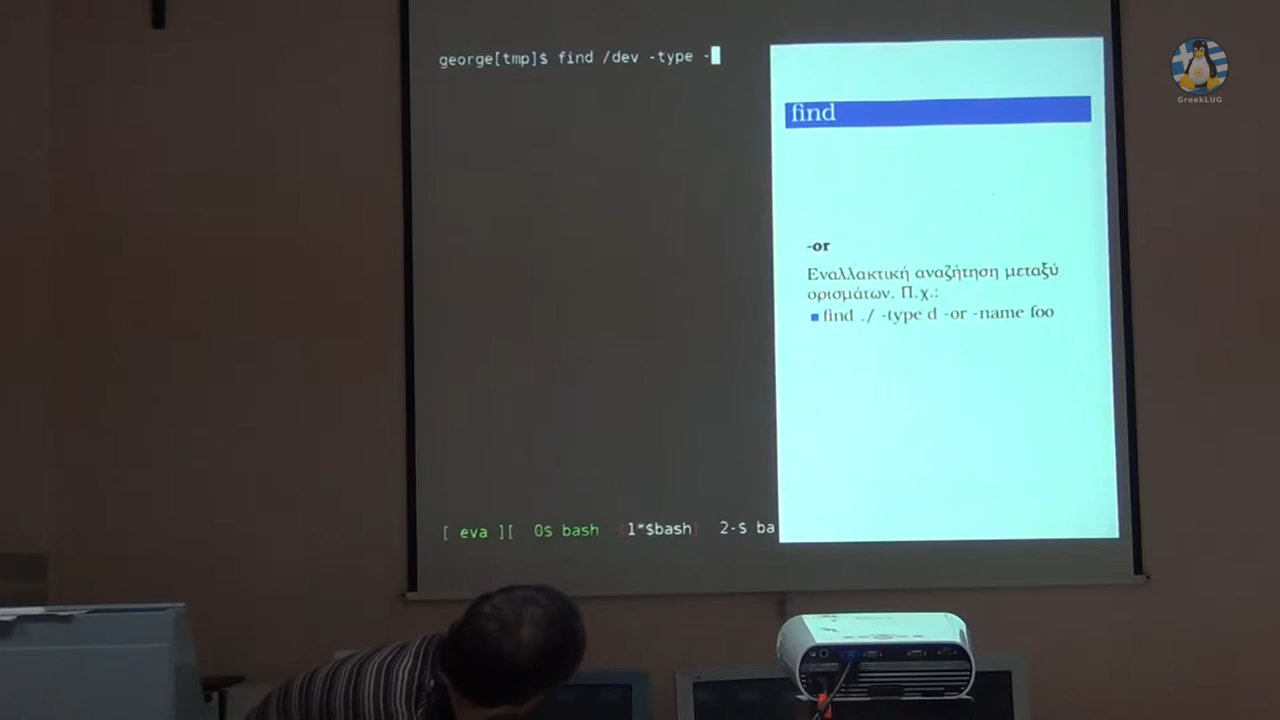 george[tmp]$ find /dev -type -
find
-or
Εναλλακτική αναζήτηση μεταξύ
ορισμάτων. Π.χ.:
find ./ -type d -or -name foo
[ eva ][ 0$ bash (1*$bash) 2-$ ba
GreekLUG